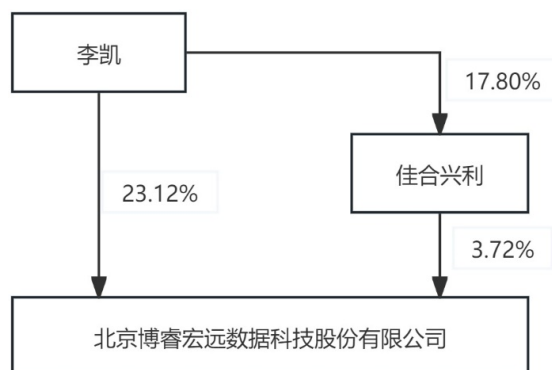 李凯
17.80%
佳合兴利
23.12%
3.72%
北京博睿宏远数据科技股份有限公司